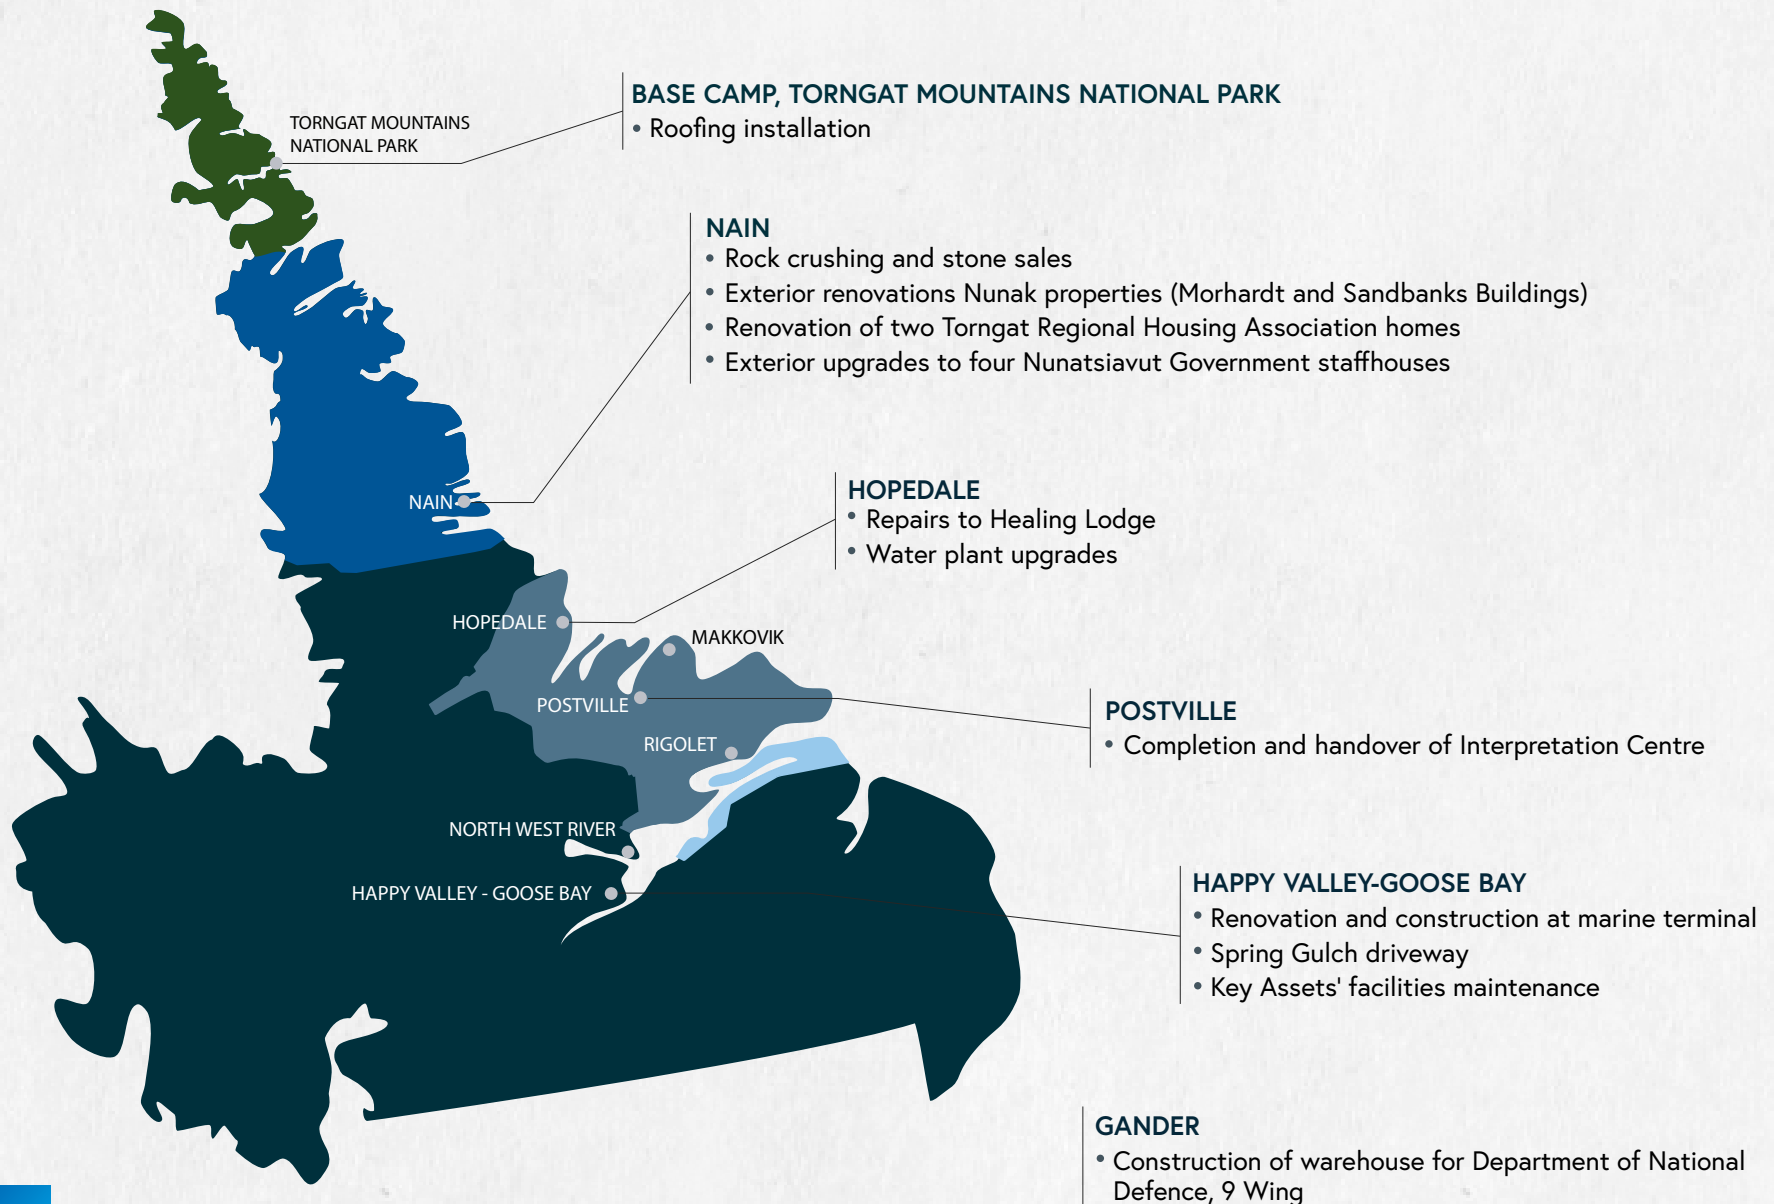 TORNGAT MOUNTAINS
NATIONAL PARK
BASE CAMP, TORNGAT MOUNTAINS NATIONAL PARK
• Roofing installation
NAIN
• Rock crushing and stone sales
• Exterior renovations Nunak properties (Morhardt and Sandbanks Buildings)
• Renovation of two Torngat Regional Housing Association homes
• Exterior upgrades to four Nunatsiavut Government staffhouses
NAIN
HOPEDALE
• Repairs to Healing Lodge
• Water plant upgrades
HOPEDALE
MAKKOVIK
POSTVILLE
POSTVILLE
• Completion and handover of Interpretation Centre
RIGOLET
NORTH WEST RIVER
HAPPY VALLEY - GOOSE BAY
HAPPY VALLEY-GOOSE BAY
• Renovation and construction at marine terminal
• Spring Gulch driveway
• Key Assets' facilities maintenance
GANDER
• Construction of warehouse for Department of National
Defence, 9 Wing